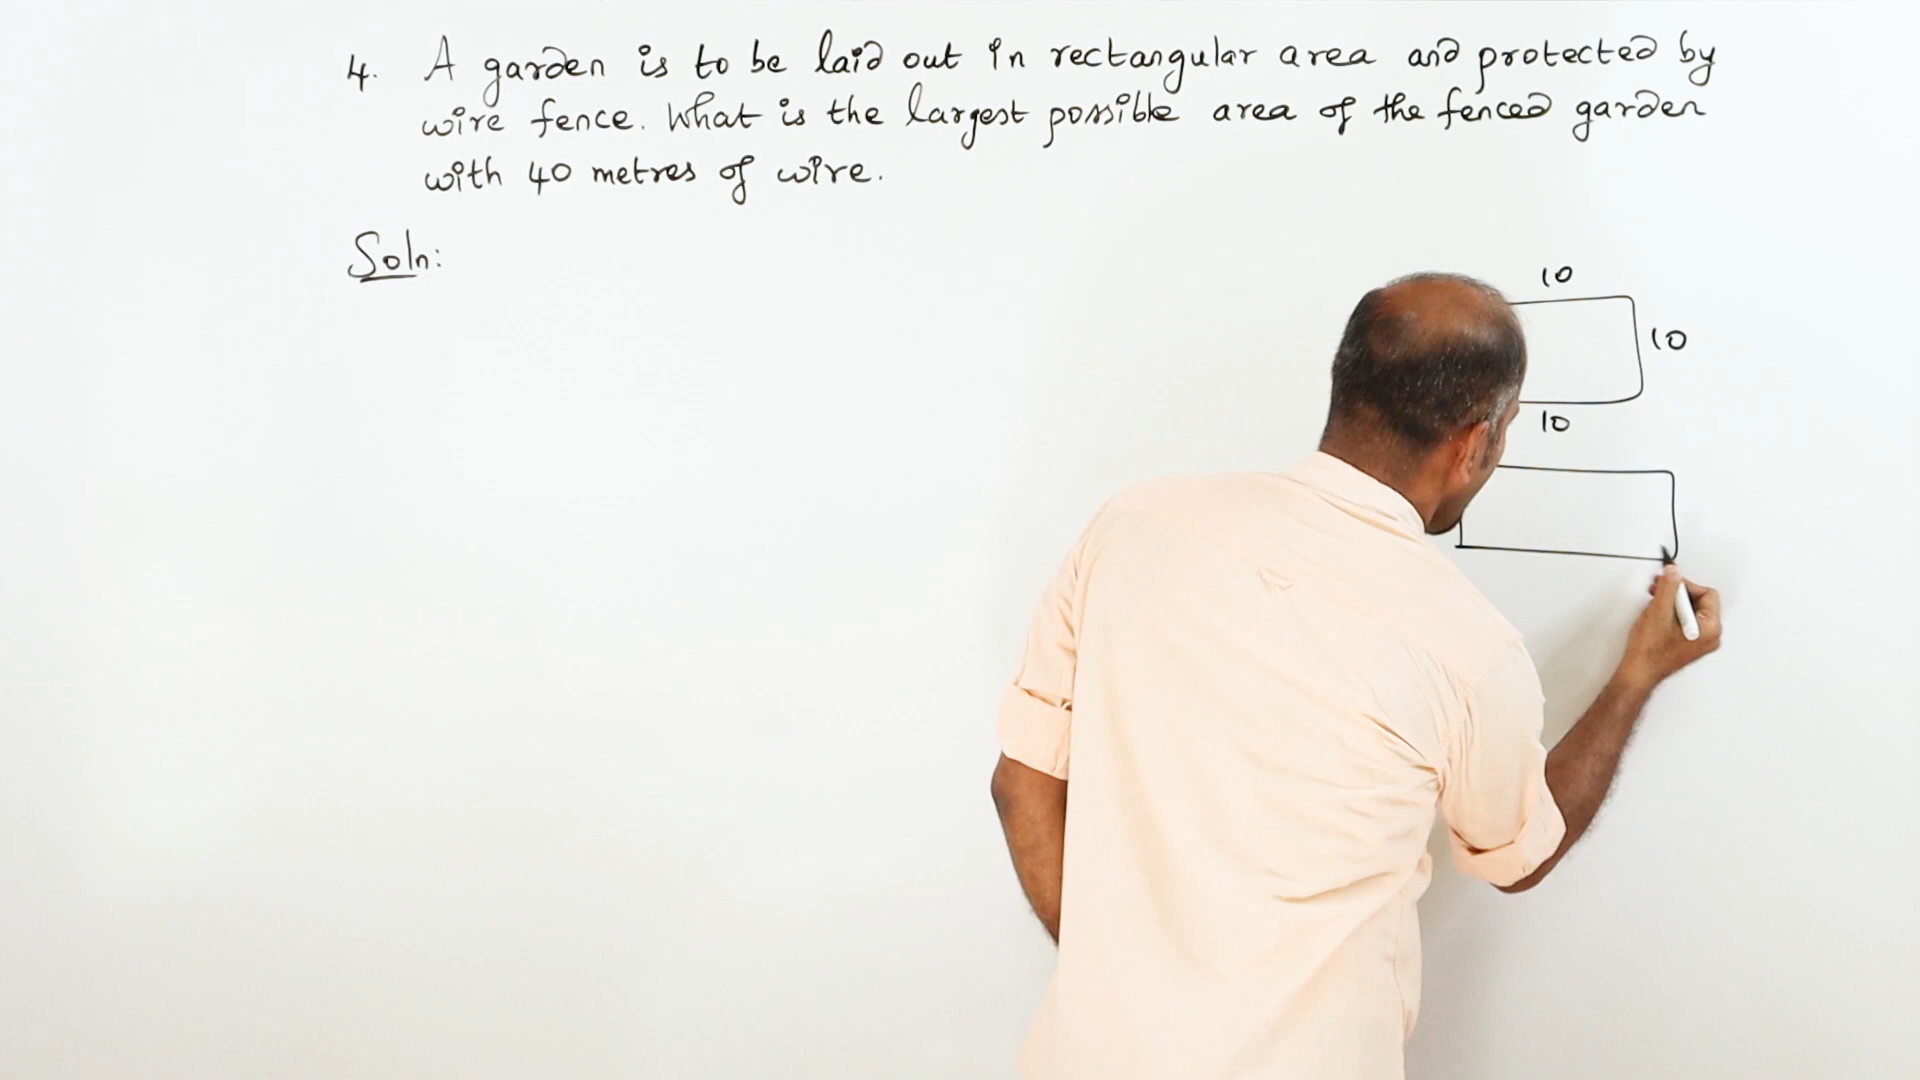 4. A garden is to be laid out in rectangular area and protected by
wire fence. What is the largest possible area of the fenced garden
with 40 metres of wire.
Soln:
10
10
10